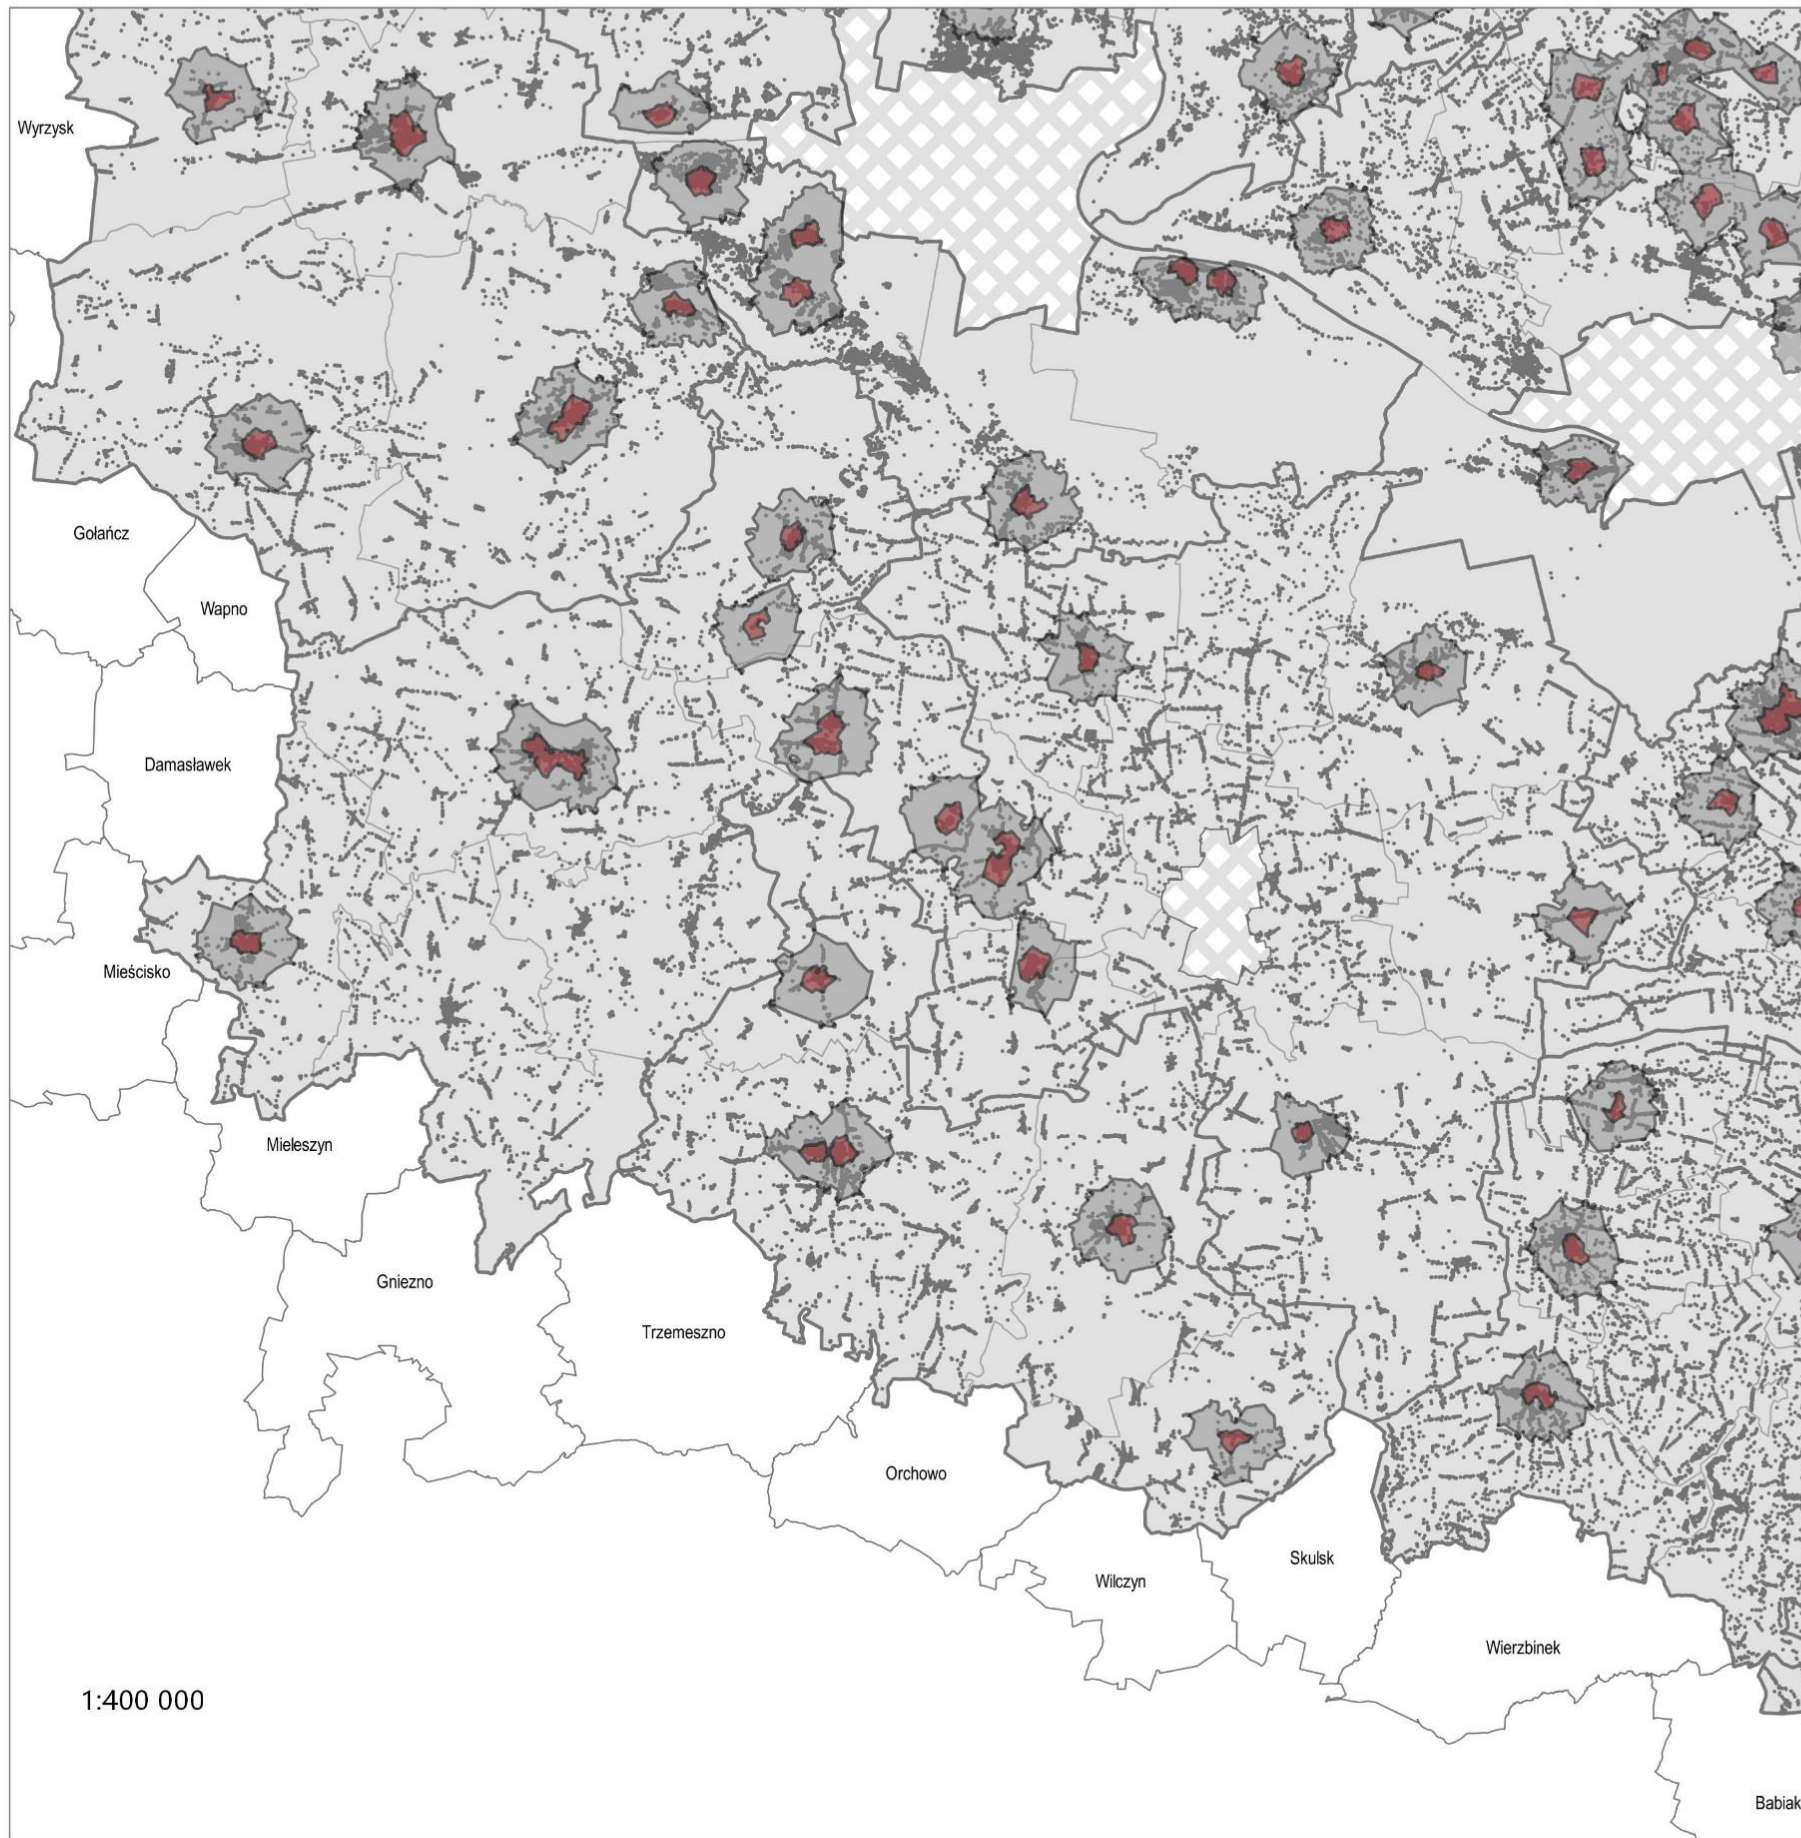 Wyrzysk
Gołańcz
Wapno
Damasławek
Mieścisko
Mieleszyn
Gniezno
Trzemeszno
Orchowo
Wilczyn
Skulsk
Wierzbinek
1:400 000
Babiak